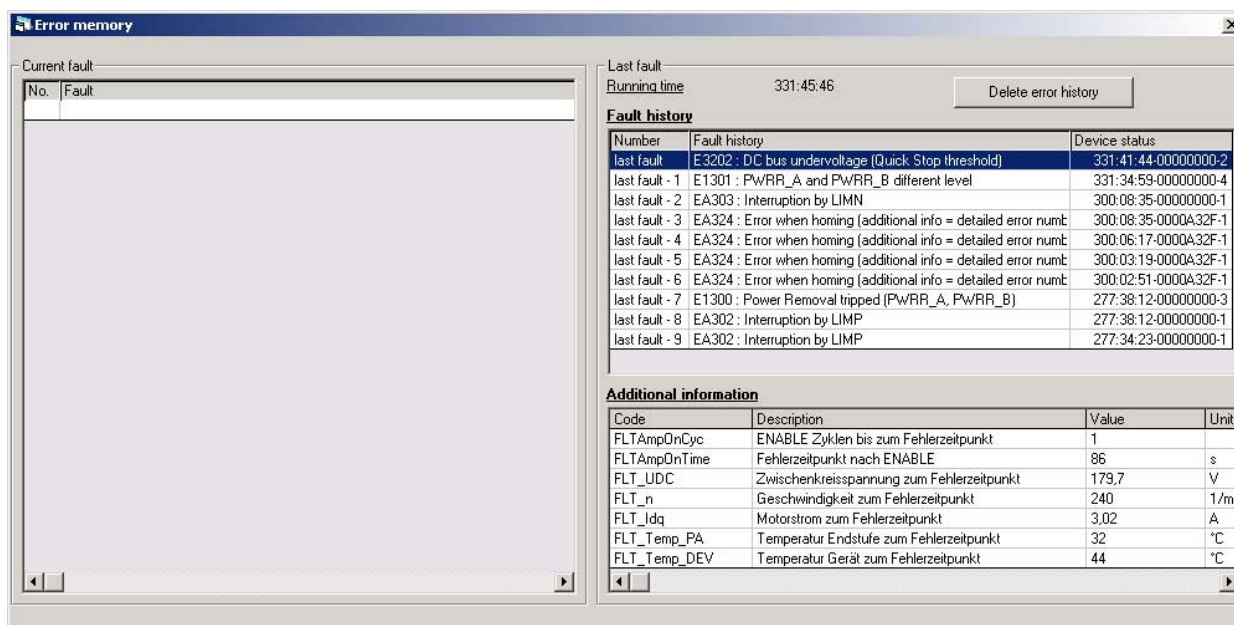 Error memory
Current fault
No. Fault
Last fault
Running time 331:45:46 Delete error history
Fault history
Number Fault history Device status
last fault E3202 : DC bus undervoltage (Quick Stop threshold) 331:41:44-00000000-2
last fault - 1 E1301 : PWRR_A and PWRR_B different level 331:34:59-00000000-4
last fault - 2 EA303 : Interruption by LIMN 300:08:35-00000000-1
last fault - 3 EA324 : Error when homing (additional info = detailed error numb 300:08:35-0000A32F-1
last fault - 4 EA324 : Error when homing (additional info = detailed error numb 300:06:17-0000A32F-1
last fault - 5 EA324 : Error when homing (additional info = detailed error numb 300:03:19-0000A32F-1
last fault - 6 EA324 : Error when homing (additional info = detailed error numb 300:02:51-0000A32F-1
last fault - 7 E1300 : Power Removal tripped (PWRR_A, PWRR_B) 277:38:12-00000000-3
last fault - 8 EA302 : Interruption by LIMP 277:38:12-00000000-1
last fault - 9 EA302 : Interruption by LIMP 277:34:23-00000000-1
Additional information
Code Description Value Unit
FLTAmpOnCyc ENABLE Zyklen bis zum Fehlerzeitpunkt 1
FLTAmpOnTime Fehlerzeitpunkt nach ENABLE 86 s
FLT_UDC Zwischenkreisspannung zum Fehlerzeitpunkt 179,7 V
FLT_n Geschwindigkeit zum Fehlerzeitpunkt 240 1/m
FLT_Idq Motorstrom zum Fehlerzeitpunkt 3,02 A
FLT_Temp_PA Temperatur Endstufe zum Fehlerzeitpunkt 32 °C
FLT_Temp_DEV Temperatur Gerät zum Fehlerzeitpunkt 44 °C